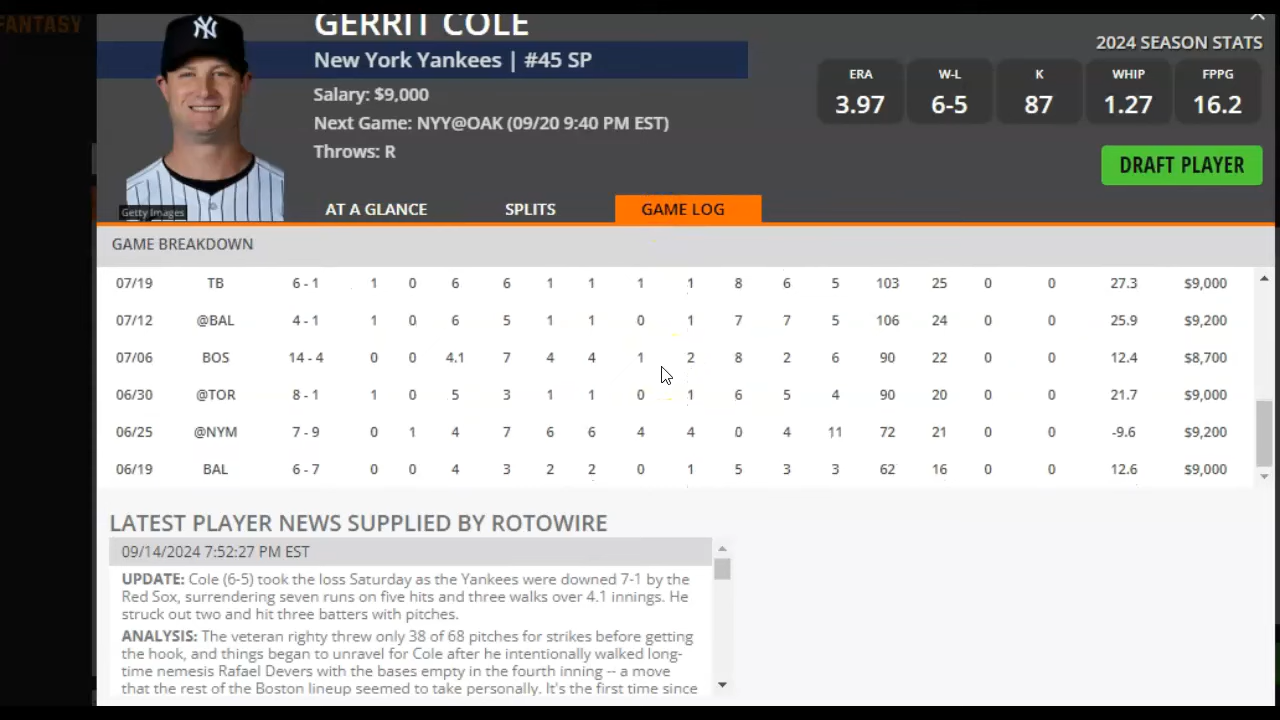 FANTASY
GERRIT COLE
New York Yankees | #45 SP
Salary: $9,000
Next Game: NYY@OAK (09/20 9:40 PM EST)
Throws: R
Getty Images
2024 SEASON STATS
ERA W-L K WHIP FPPG
3.97 6-5 87 1.27 16.2
DRAFT PLAYER
AT A GLANCE SPLITS GAME LOG
GAME BREAKDOWN
07/19 TB 6 - 1 1 0 6 6 1 1 1 1 8 6 5 103 25 0 0 27.3 $9,000
07/12 @BAL 4 - 1 1 0 6 5 1 1 0 1 7 7 5 106 24 0 0 25.9 $9,200
07/06 BOS 14 - 4 0 0 4.1 7 4 4 1 2 8 2 6 90 22 0 0 12.4 $8,700
06/30 @TOR 8 - 1 1 0 5 3 1 1 0 1 6 5 4 90 20 0 0 21.7 $9,000
06/25 @NYM 7 - 9 0 1 4 7 6 6 4 4 0 4 11 72 21 0 0 -9.6 $9,200
06/19 BAL 6 - 7 0 0 4 3 2 2 0 1 5 3 3 62 16 0 0 12.6 $9,000
LATEST PLAYER NEWS SUPPLIED BY ROTOWIRE
09/14/2024 7:52:27 PM EST
UPDATE: Cole (6-5) took the loss Saturday as the Yankees were downed 7-1 by the
Red Sox, surrendering seven runs on five hits and three walks over 4.1 innings. He
struck out two and hit three batters with pitches.
ANALYSIS: The veteran righty threw only 38 of 68 pitches for strikes before getting
the hook, and things began to unravel for Cole after he intentionally walked long-
time nemesis Rafael Devers with the bases empty in the fourth inning -- a move
that the rest of the Boston lineup seemed to take personally. It's the first time since